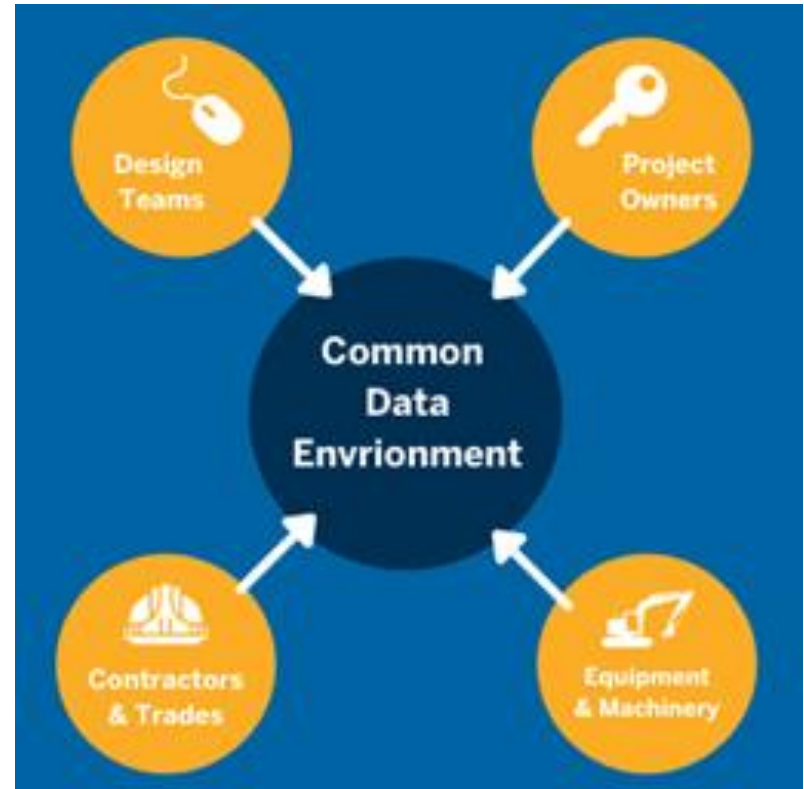 Design
Teams
Project
Owners
Common
Data
Envrionment
Contractors
& Trades
Equipment
& Machinery